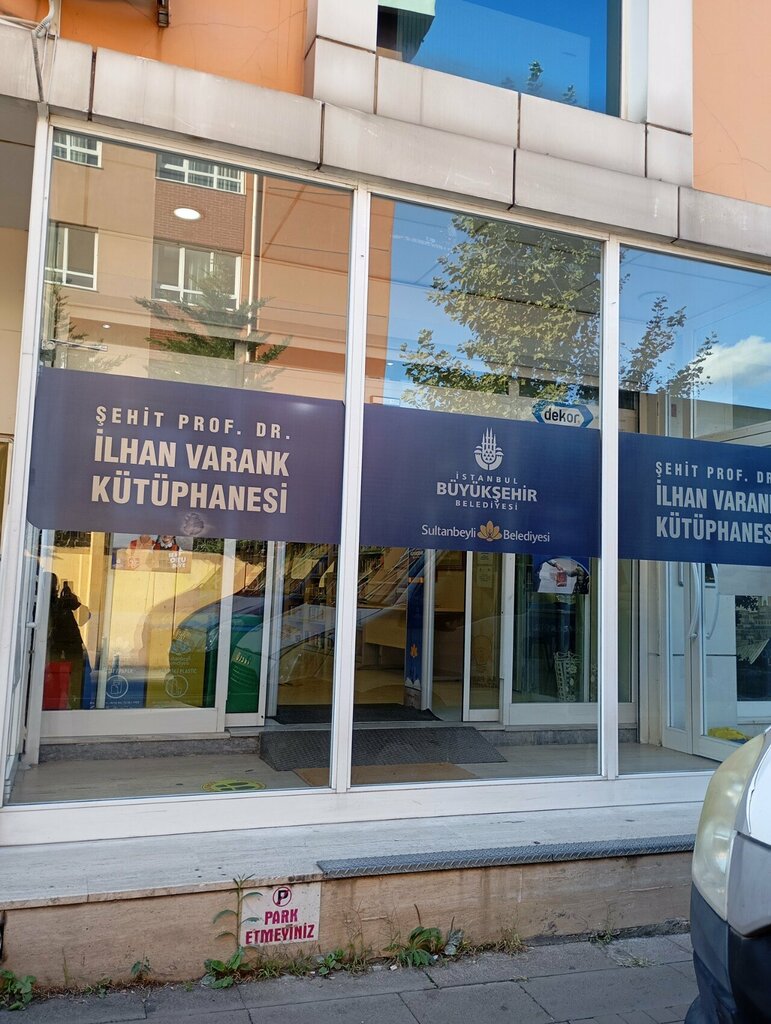 ŞEHİT PROF. DR.
İLHAN VARANK
KÜTÜPHANESİ
dekor
İSTANBUL
BÜYÜKŞEHİR
BELEDİYESİ
Sultanbeyli Belediyesi
ŞEHİT PROF. DR
İLHAN VARAN
KÜTÜPHANES
P
PARK
ETMEYİNİZ